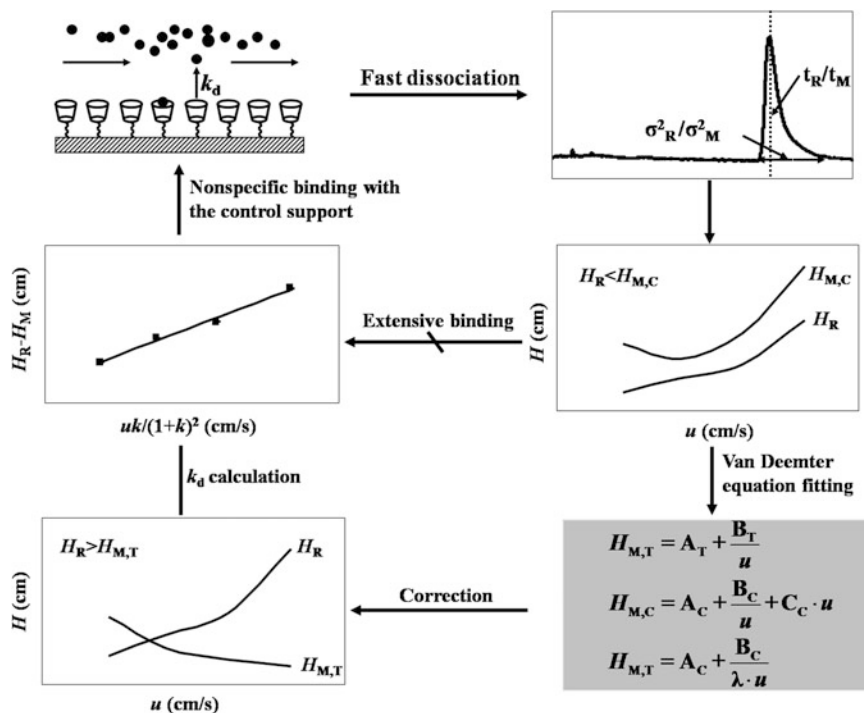 k_d
Fast dissociation
t_R/t_M
σ²_R/σ²_M
Nonspecific binding with
the control support
H_R-H_M (cm)
uk/(1+k)² (cm/s)
Extensive binding
H_R<H_M,C
H_M,C
H_R
H (cm)
u (cm/s)
k_d calculation
Van Deemter
equation fitting
H_R>H_M,T
H_R
H_M,T
H (cm)
u (cm/s)
Correction
H_M,T = A_T + B_T/u
H_M,C = A_C + B_C/u + C_C · u
H_M,T = A_C + B_C/λ · u